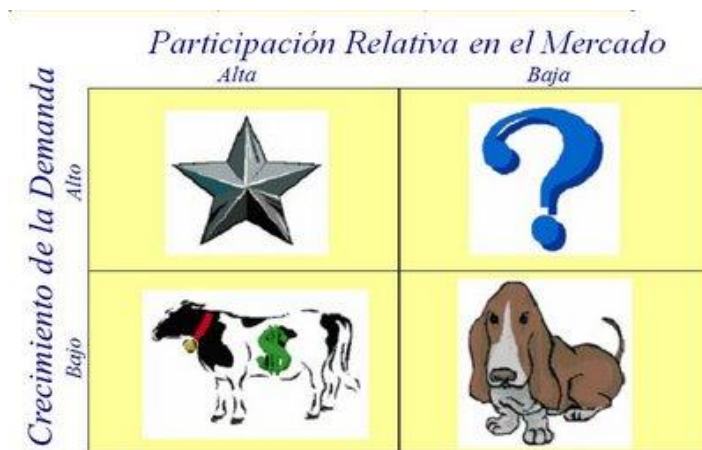 Participación Relativa en el Mercado
Alta
Baja
Crecimiento de la Demanda
Alto
$
Bajo